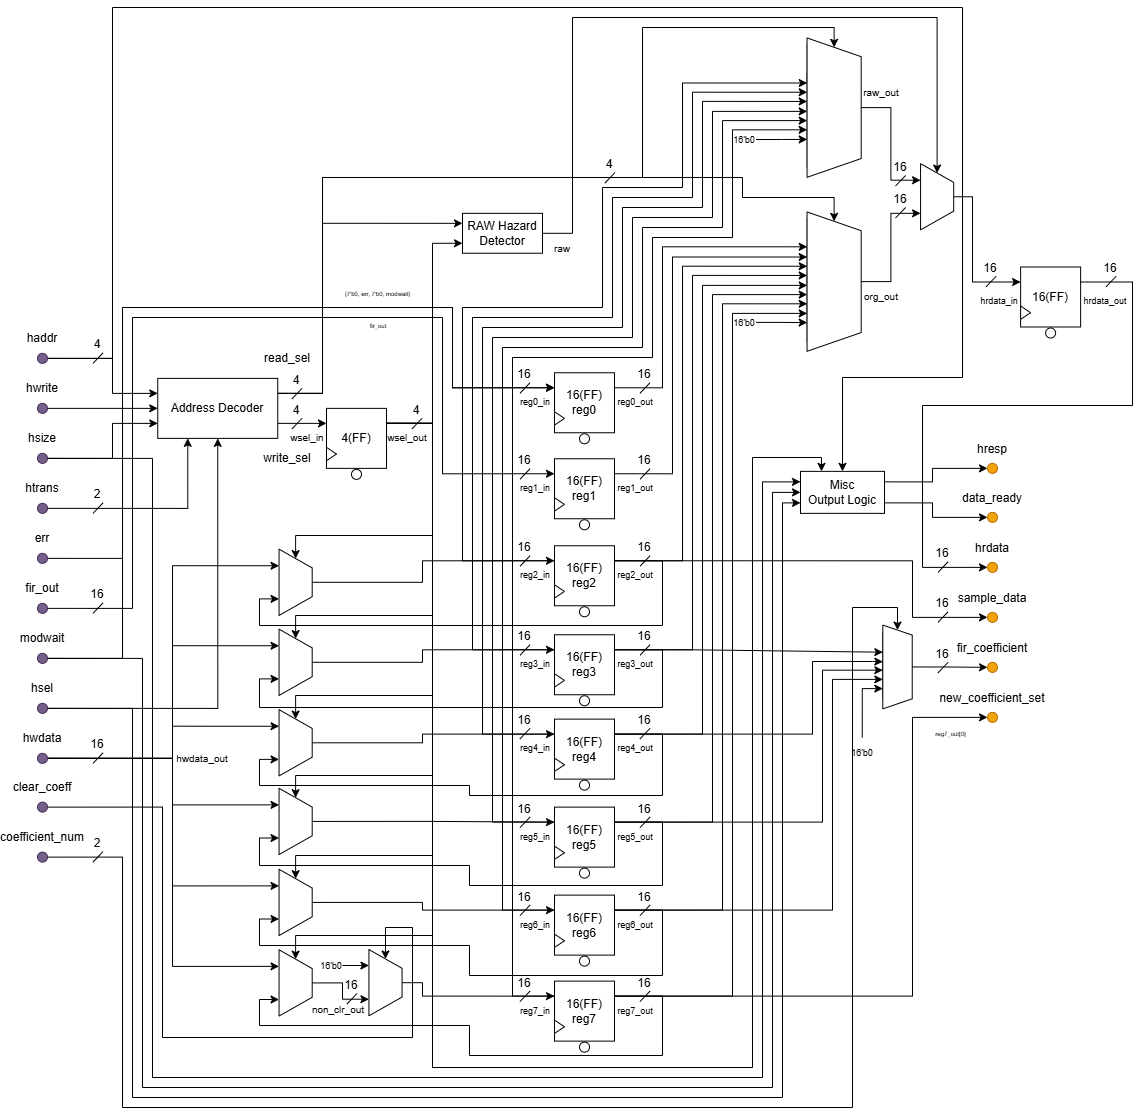 raw_out
16'b0
16
16
4
RAW Hazard
Detector
raw
16
hrdata_in
16(FF)
16
hrdata_out
org_out
16'b0
{7'b0, err, 7'b0, modwait}
fir_out
haddr
4
read_sel
4
hwrite
Address Decoder
4
wsel_in
write_sel
4(FF)
4
wsel_out
hsize
htrans
2
err
fir_out
16
modwait
hsel
hwdata
16
hwdata_out
clear_coeff
coefficient_num
2
16
reg0_in
16(FF)
reg0
16
reg0_out
16
reg1_in
16(FF)
reg1
16
reg1_out
16
reg2_in
16(FF)
reg2
16
reg2_out
16
reg3_in
16(FF)
reg3
16
reg3_out
16
reg4_in
16(FF)
reg4
16
reg4_out
16
reg5_in
16(FF)
reg5
16
reg5_out
16
reg6_in
16(FF)
reg6
16
reg6_out
16'b0
16
non_clr_out
16
reg7_in
16(FF)
reg7
16
reg7_out
Misc
Output Logic
hresp
data_ready
hrdata
16
sample_data
16
fir_coefficient
16
new_coefficient_set
reg7_out[0]
16'b0